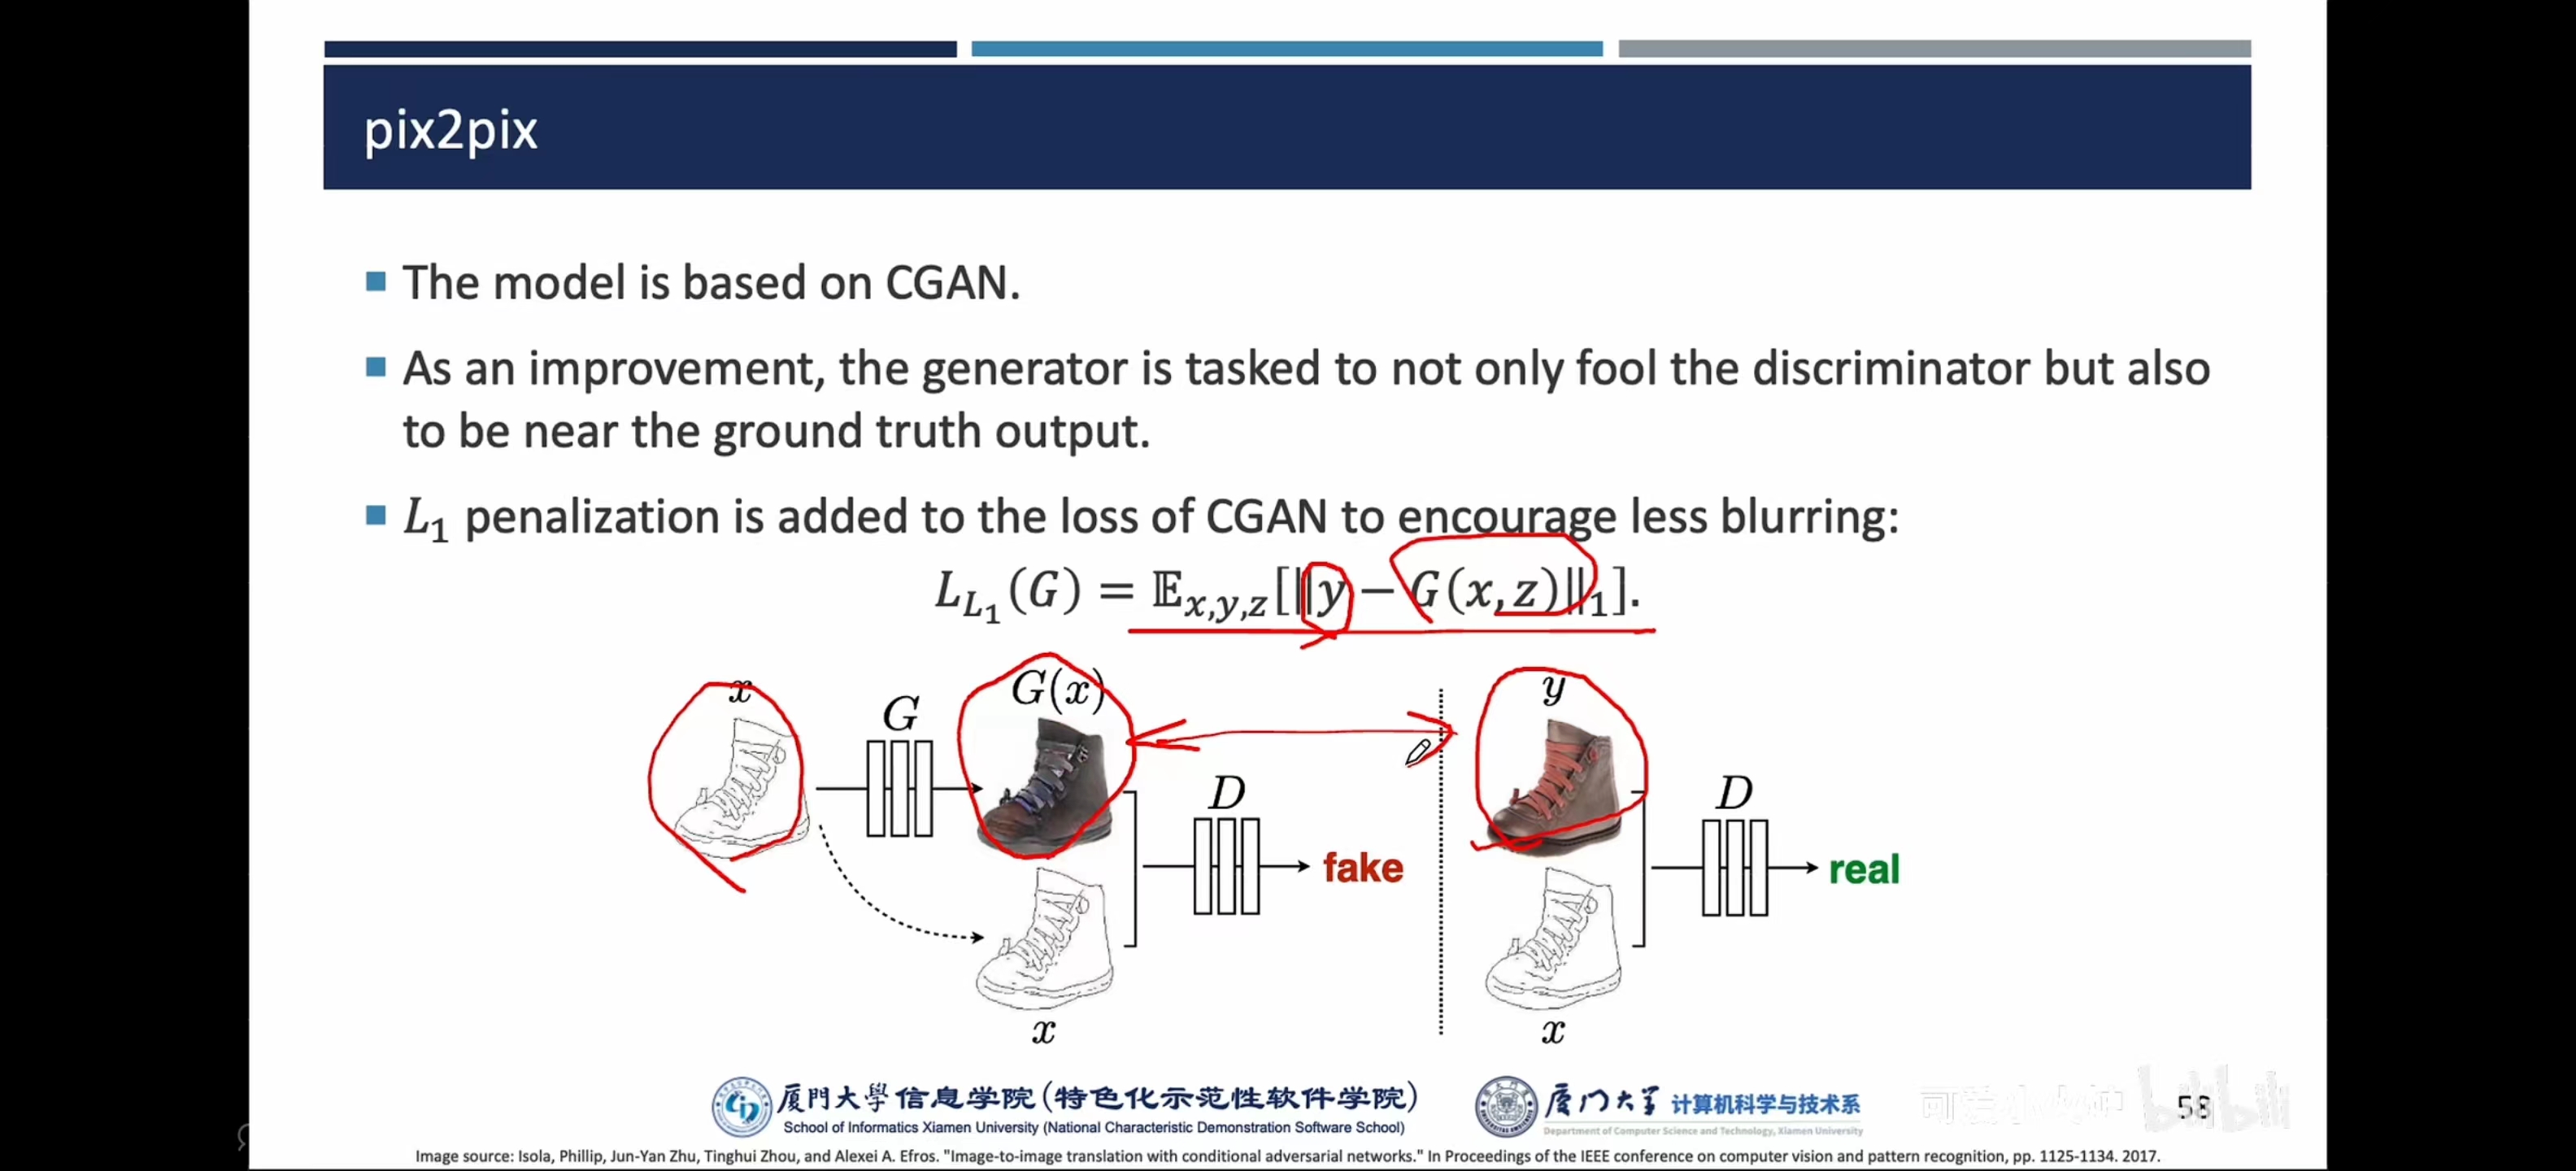 pix2pix
The model is based on CGAN.
As an improvement, the generator is tasked to not only fool the discriminator but also
to be near the ground truth output.
L₁ penalization is added to the loss of CGAN to encourage less blurring:
L_{L₁}(G) = 𝔼_{x,y,z}[‖y − G(x,z)‖₁].
x
G
G(x)
D
fake
x
y
D
real
x
厦門大學信息学院(特色化示范性软件学院)
School of Informatics Xiamen University (National Characteristic Demonstration Software School)
厦门大学 计算机科学与技术系
Department of Computer Science and Technology, Xiamen University
bilibili
58
Image source: Isola, Phillip, Jun-Yan Zhu, Tinghui Zhou, and Alexei A. Efros. "Image-to-image translation with conditional adversarial networks." In Proceedings of the IEEE conference on computer vision and pattern recognition, pp. 1125-1134. 2017.